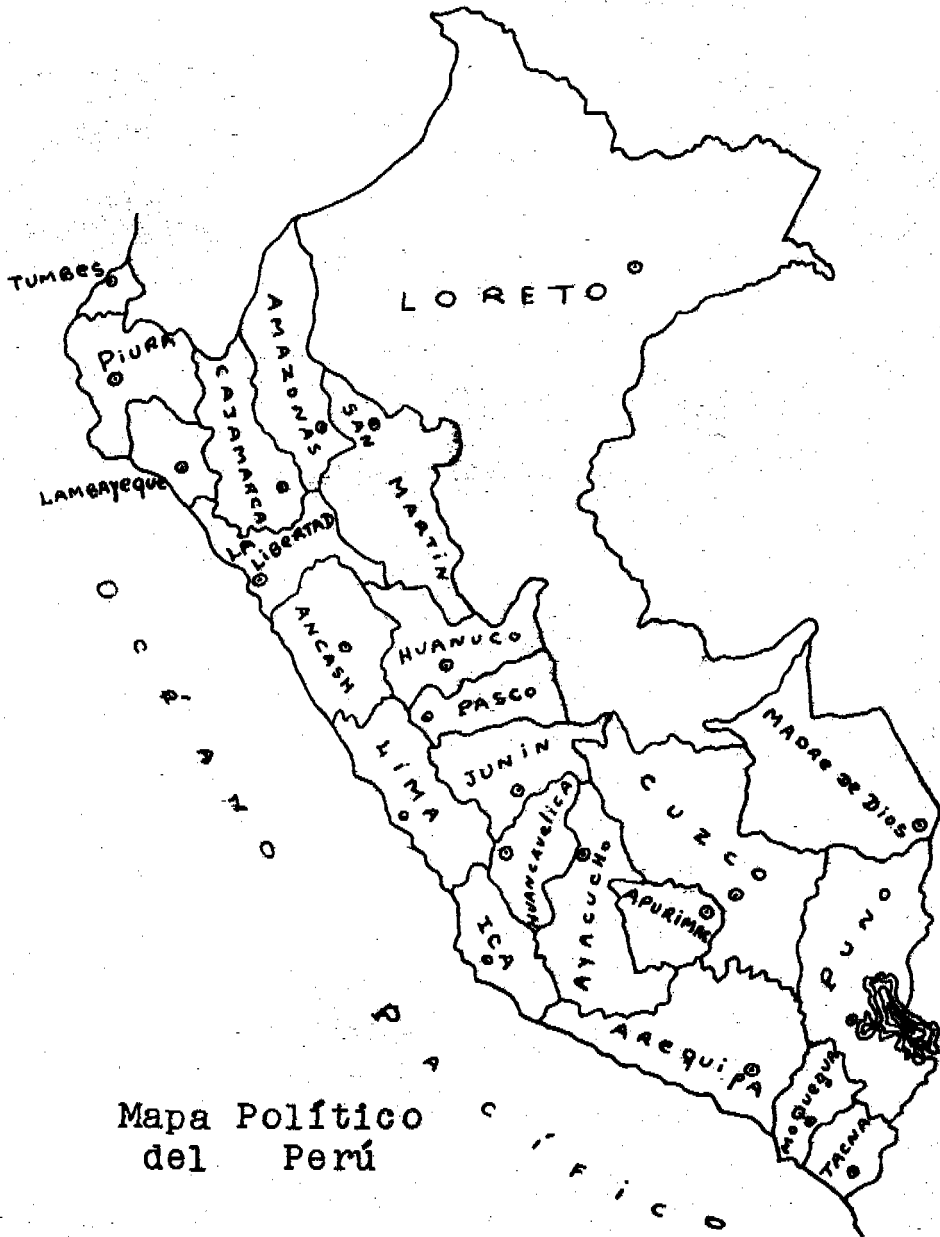 TUMBES
LORETO
PIURA
AMAZONAS
CAJAMARCA
SAN
MARTIN
LAMBAYEQUE
LA
LIBERTAD
ANCASH
HUANUCO
PASCO
LIMA
JUNIN
HUANCAVELICA
CUZCO
MADRE DE DIOS
AYACUCHO
APURIMAC
ICA
PUNO
AREQUIPA
MOQUEGUA
TACNA
OCEANO
PACÍFICO
Mapa Político
del Perú